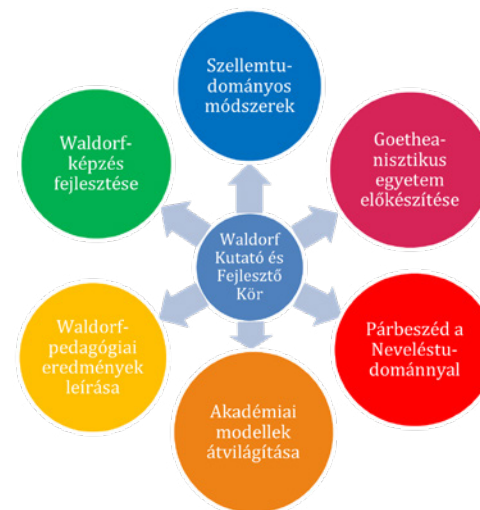 Szellemtu-
dományos
módszerek
Goethea-
nisztikus
egyetem
előkészítése
Párbeszéd a
Neveléstu-
dománnyal
Akadémiai
modellek
átvilágítása
Waldorf-
pedagógiai
eredmények
leírása
Waldorf-
képzés
fejlesztése
Waldorf
Kutató és
Fejlesztő
Kör